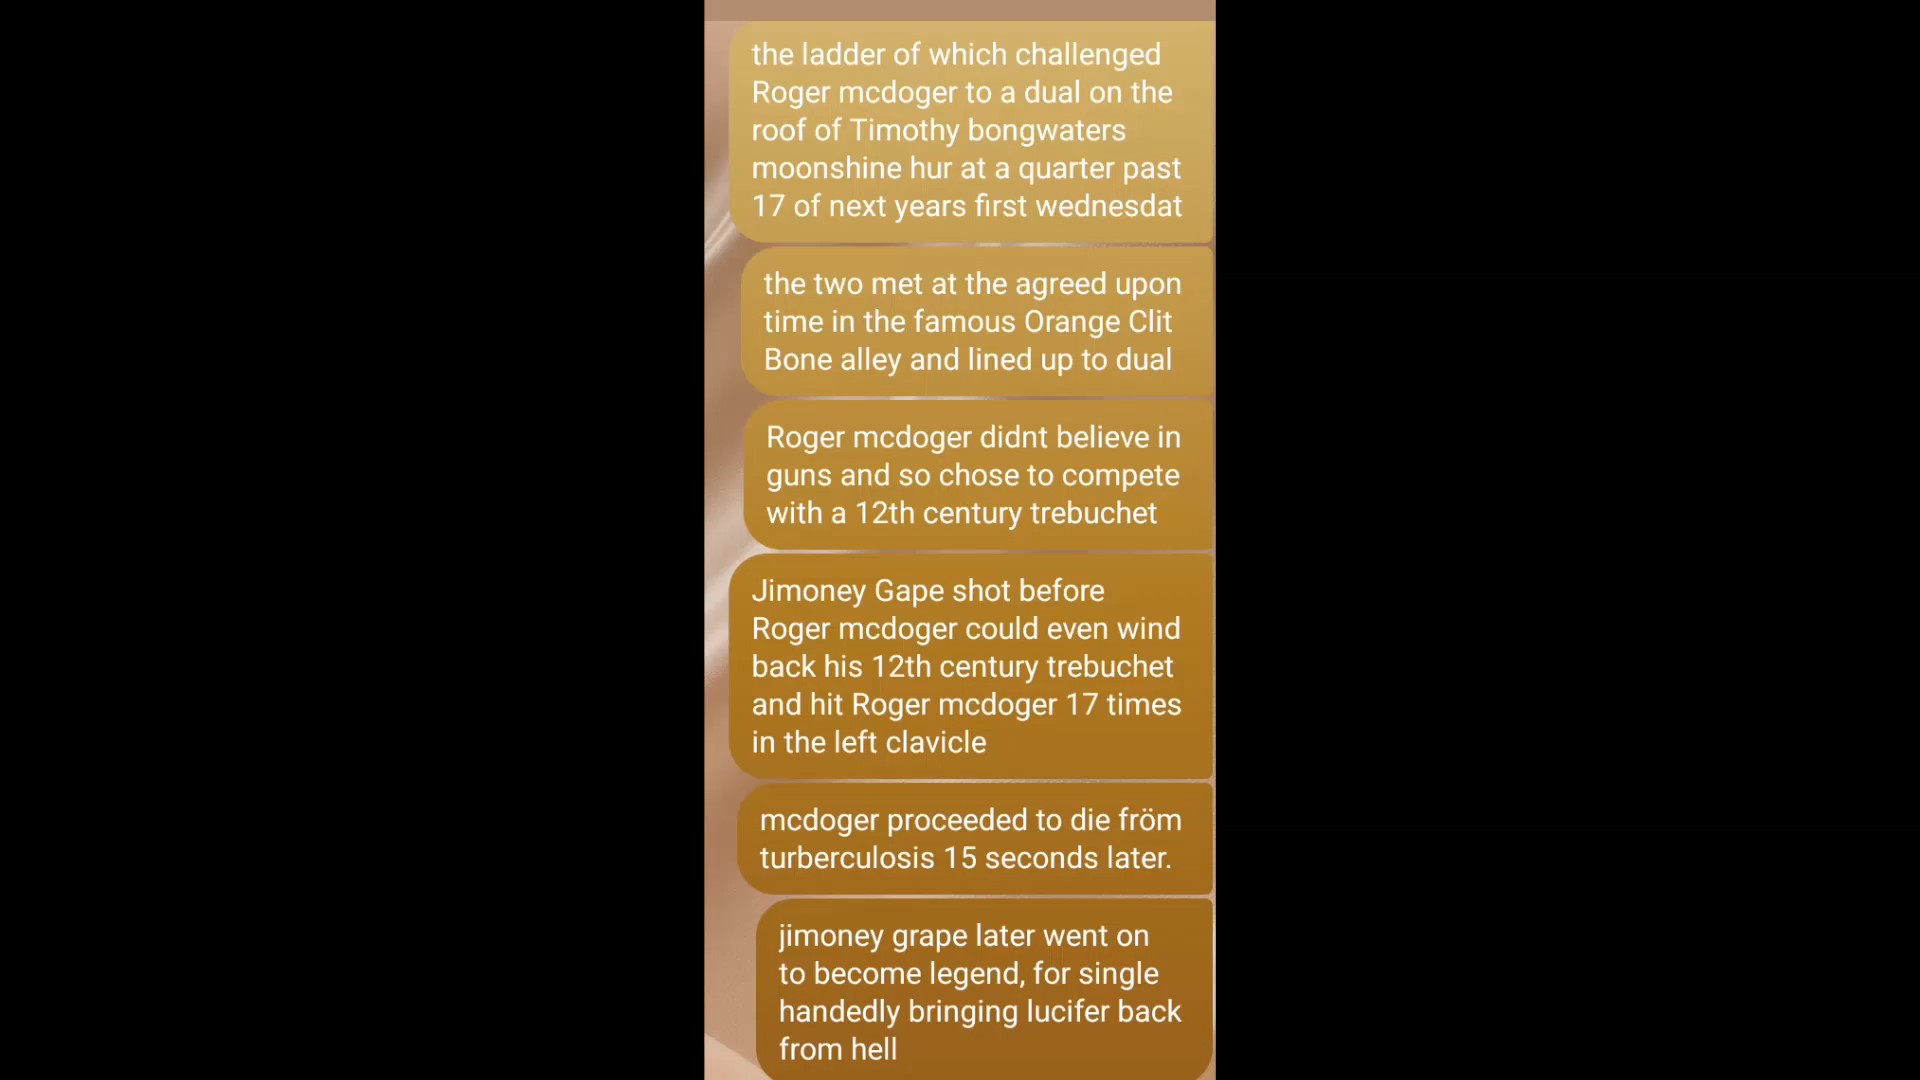 the ladder of which challenged
Roger mcdoger to a dual on the
roof of Timothy bongwaters
moonshine hur at a quarter past
17 of next years first wednesdat
the two met at the agreed upon
time in the famous Orange Clit
Bone alley and lined up to dual
Roger mcdoger didnt believe in
guns and so chose to compete
with a 12th century trebuchet
Jimoney Gape shot before
Roger mcdoger could even wind
back his 12th century trebuchet
and hit Roger mcdoger 17 times
in the left clavicle
mcdoger proceeded to die fröm
turberculosis 15 seconds later.
jimoney grape later went on
to become legend, for single
handedly bringing lucifer back
from hell